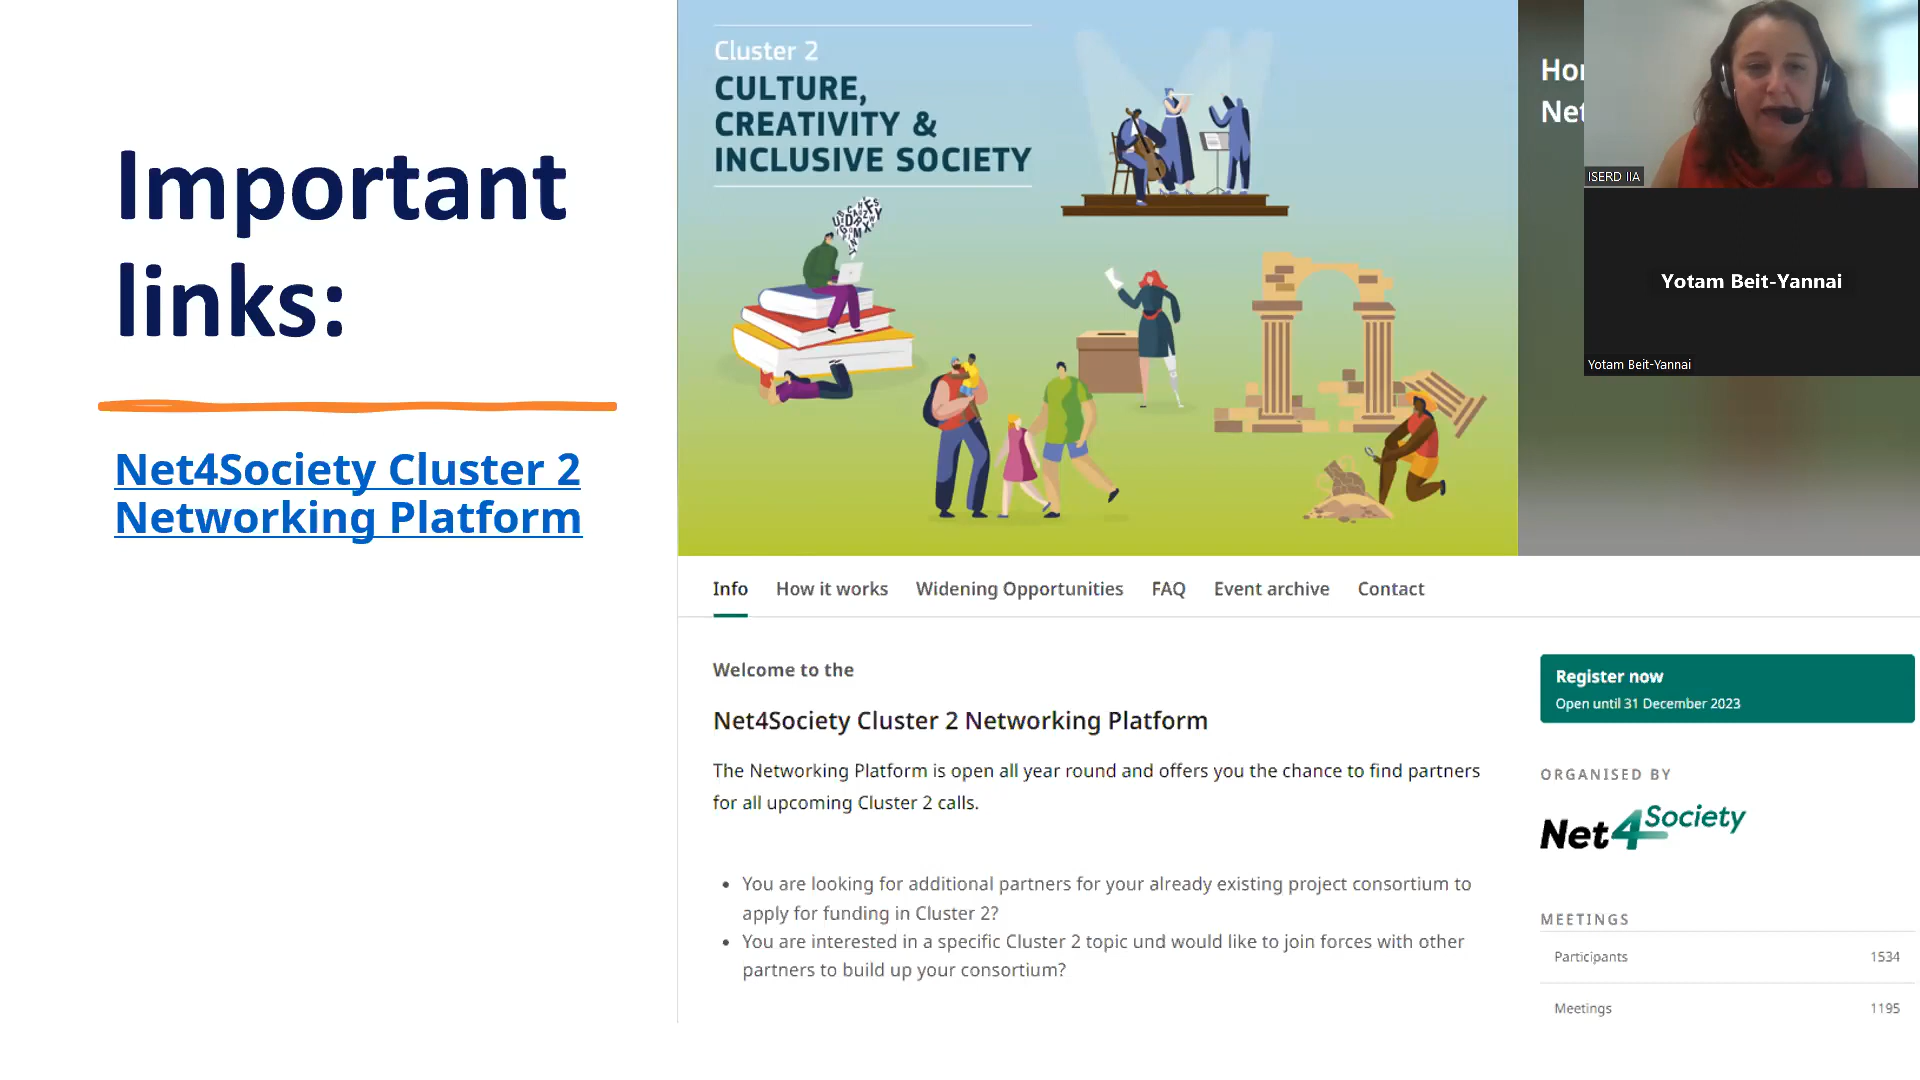 Important
links:
Net4Society Cluster 2
Networking Platform
Cluster 2
CULTURE,
CREATIVITY &
INCLUSIVE SOCIETY
ISERD IIA
Yotam Beit-Yannai
Yotam Beit-Yannai
Info How it works Widening Opportunities FAQ Event archive Contact
Welcome to the
Net4Society Cluster 2 Networking Platform
The Networking Platform is open all year round and offers you the chance to find partners
for all upcoming Cluster 2 calls.
• You are looking for additional partners for your already existing project consortium to
apply for funding in Cluster 2?
• You are interested in a specific Cluster 2 topic und would like to join forces with other
partners to build up your consortium?
Register now
Open until 31 December 2023
ORGANISED BY
Net4Society
MEETINGS
Participants 1534
Meetings 1195